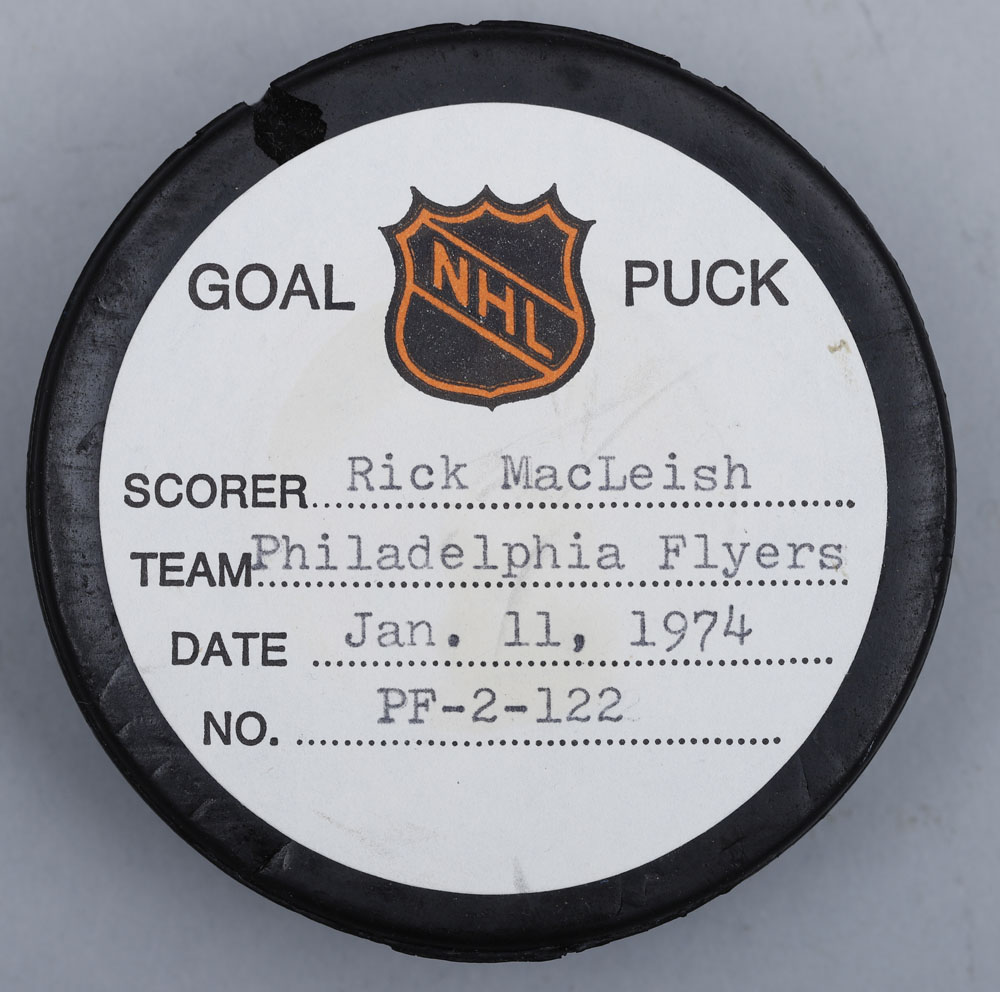 GOAL NHL PUCK
SCORER Rick MacLeish
TEAM Philadelphia Flyers
DATE Jan. 11, 1974
NO. PF-2-122